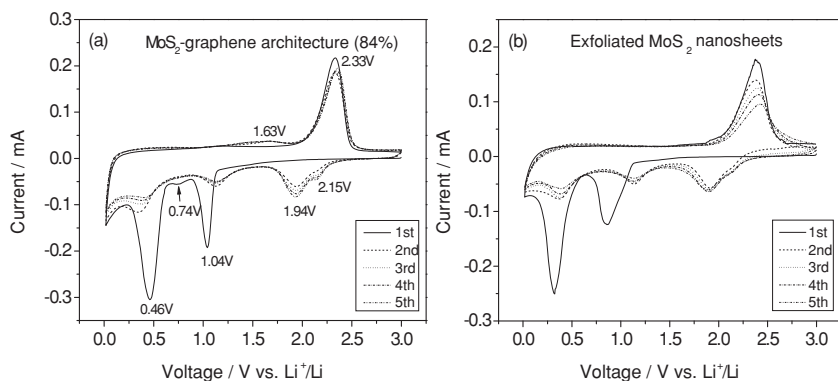 (a) MoS₂-graphene architecture (84%)
Current / mA
0.3
0.2
0.1
0.0
-0.1
-0.2
-0.3
2.33V
1.63V
2.15V
1.94V
0.74V
1.04V
0.46V
1st
2nd
3rd
4th
5th
0.0 0.5 1.0 1.5 2.0 2.5 3.0
Voltage / V vs. Li⁺/Li
(b) Exfoliated MoS₂ nanosheets
Current / mA
0.2
0.1
0.0
-0.1
-0.2
-0.3
1st
2nd
3rd
4th
5th
0.0 0.5 1.0 1.5 2.0 2.5 3.0
Voltage / V vs. Li⁺/Li